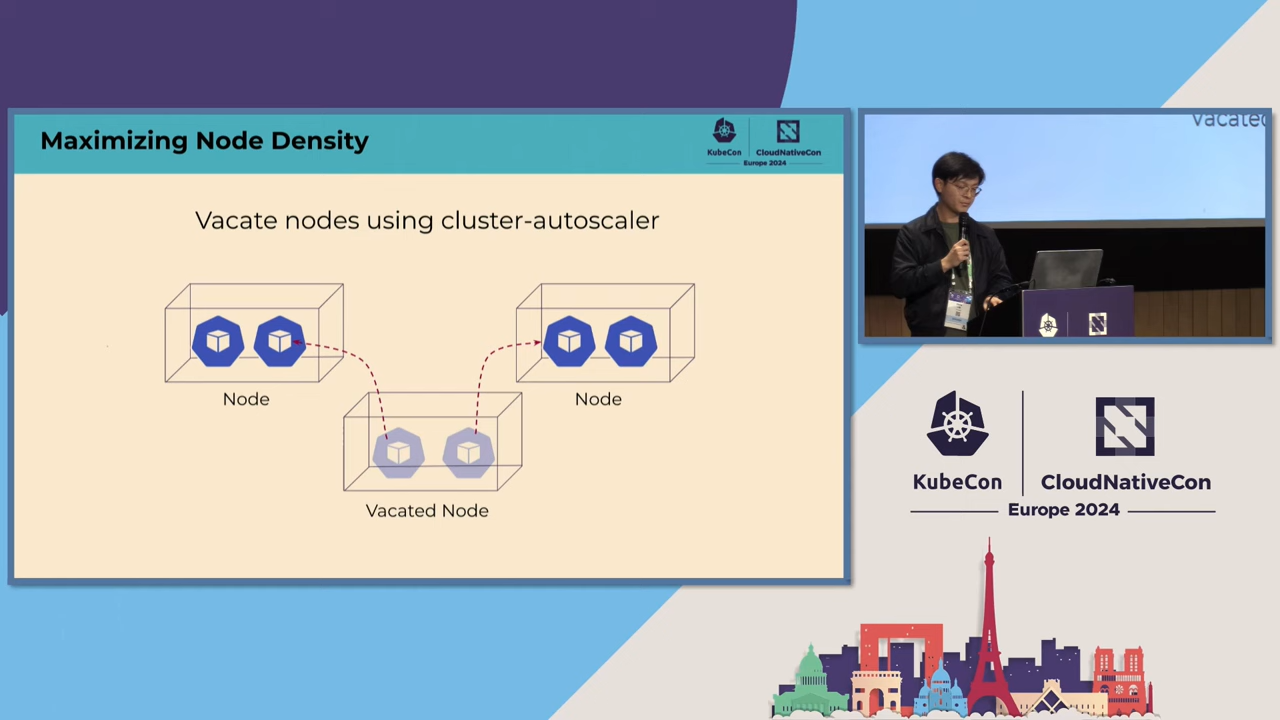 Maximizing Node Density
KubeCon
CloudNativeCon
Europe 2024
Vacate nodes using cluster-autoscaler
Node
Node
Vacated Node
Vacated
KubeCon
CloudNativeCon
Europe 2024